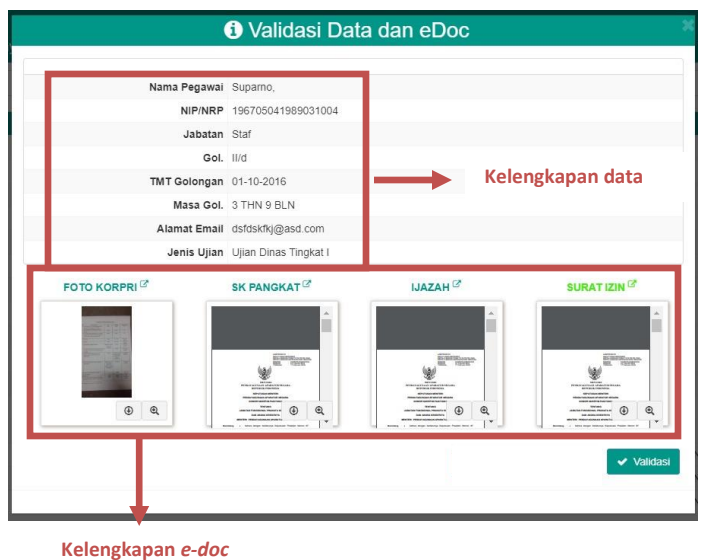 Validasi Data dan eDoc
Nama Pegawai Suparno,
NIP/NRP 196705041989031004
Jabatan Staf
Gol. II/d
TMT Golongan 01-10-2016
Masa Gol. 3 THN 9 BLN
Alamat Email dsfdskfkj@asd.com
Jenis Ujian Ujian Dinas Tingkat I
Kelengkapan data
FOTO KORPRI SK PANGKAT IJAZAH SURAT IZIN
Validasi
Kelengkapan e-doc